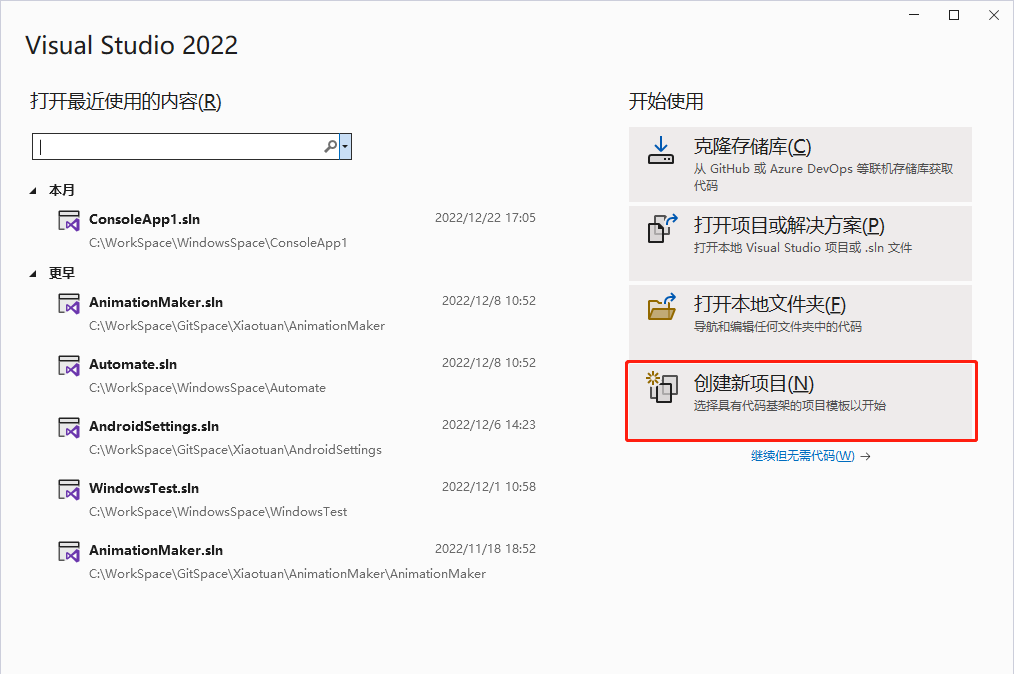 Visual Studio 2022
打开最近使用的内容(R)
本月
ConsoleApp1.sln 2022/12/22 17:05
C:\WorkSpace\WindowsSpace\ConsoleApp1
更早
AnimationMaker.sln 2022/12/8 10:52
C:\WorkSpace\GitSpace\Xiaotuan\AnimationMaker
Automate.sln 2022/12/8 10:52
C:\WorkSpace\WindowsSpace\Automate
AndroidSettings.sln 2022/12/6 14:23
C:\WorkSpace\GitSpace\Xiaotuan\AndroidSettings
WindowsTest.sln 2022/12/1 10:58
C:\WorkSpace\WindowsSpace\WindowsTest
AnimationMaker.sln 2022/11/18 18:52
C:\WorkSpace\GitSpace\Xiaotuan\AnimationMaker\AnimationMaker
开始使用
克隆存储库(C)
从 GitHub 或 Azure DevOps 等联机存储库获取
代码
打开项目或解决方案(P)
打开本地 Visual Studio 项目或 .sln 文件
打开本地文件夹(F)
导航和编辑任何文件夹中的代码
创建新项目(N)
选择具有代码基架的项目模板以开始
继续但无需代码(W) →